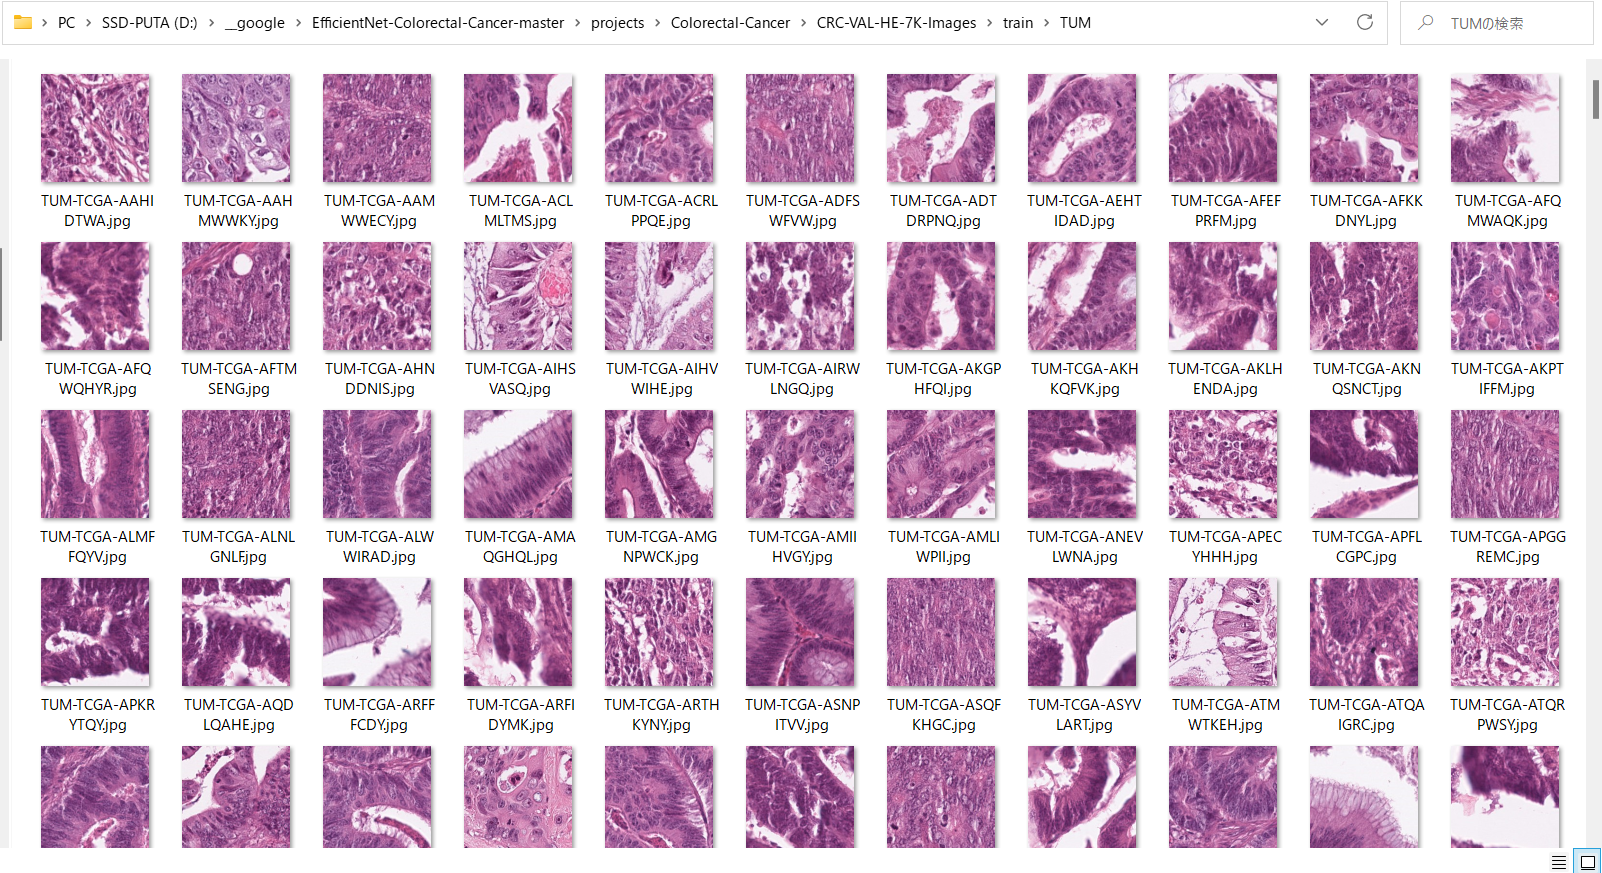 PC > SSD-PUTA (D:) > __google > EfficientNet-Colorectal-Cancer-master > projects > Colorectal-Cancer > CRC-VAL-HE-7K-Images > train > TUM
TUMの検索
TUM-TCGA-AAHI
DTWA.jpg
TUM-TCGA-AAH
MWWKY.jpg
TUM-TCGA-AAM
WWECY.jpg
TUM-TCGA-ACL
MLTMS.jpg
TUM-TCGA-ACRL
PPQE.jpg
TUM-TCGA-ADFS
WFVW.jpg
TUM-TCGA-ADT
DRPNQ.jpg
TUM-TCGA-AEHT
IDAD.jpg
TUM-TCGA-AFEF
PRFM.jpg
TUM-TCGA-AFKK
DNYL.jpg
TUM-TCGA-AFQ
MWAQK.jpg
TUM-TCGA-AFQ
WQHYR.jpg
TUM-TCGA-AFTM
SENG.jpg
TUM-TCGA-AHN
DDNIS.jpg
TUM-TCGA-AIHS
VASQ.jpg
TUM-TCGA-AIHV
WIHE.jpg
TUM-TCGA-AIRW
LNGQ.jpg
TUM-TCGA-AKGP
HFQI.jpg
TUM-TCGA-AKH
KQFVK.jpg
TUM-TCGA-AKLH
ENDA.jpg
TUM-TCGA-AKN
QSNCT.jpg
TUM-TCGA-AKPT
IFFM.jpg
TUM-TCGA-ALMF
FQYV.jpg
TUM-TCGA-ALNL
GNLF.jpg
TUM-TCGA-ALW
WIRAD.jpg
TUM-TCGA-AMA
QGHQL.jpg
TUM-TCGA-AMG
NPWCK.jpg
TUM-TCGA-AMII
HVGY.jpg
TUM-TCGA-AMLI
WPII.jpg
TUM-TCGA-ANEV
LWNA.jpg
TUM-TCGA-APEC
YHHH.jpg
TUM-TCGA-APFL
CGPC.jpg
TUM-TCGA-APGG
REMC.jpg
TUM-TCGA-APKR
YTQY.jpg
TUM-TCGA-AQD
LQAHE.jpg
TUM-TCGA-ARFF
FCDY.jpg
TUM-TCGA-ARFI
DYMK.jpg
TUM-TCGA-ARTH
KYNY.jpg
TUM-TCGA-ASNP
ITVV.jpg
TUM-TCGA-ASQF
KHGC.jpg
TUM-TCGA-ASYV
LART.jpg
TUM-TCGA-ATM
WTKEH.jpg
TUM-TCGA-ATQA
IGRC.jpg
TUM-TCGA-ATQR
PWSY.jpg